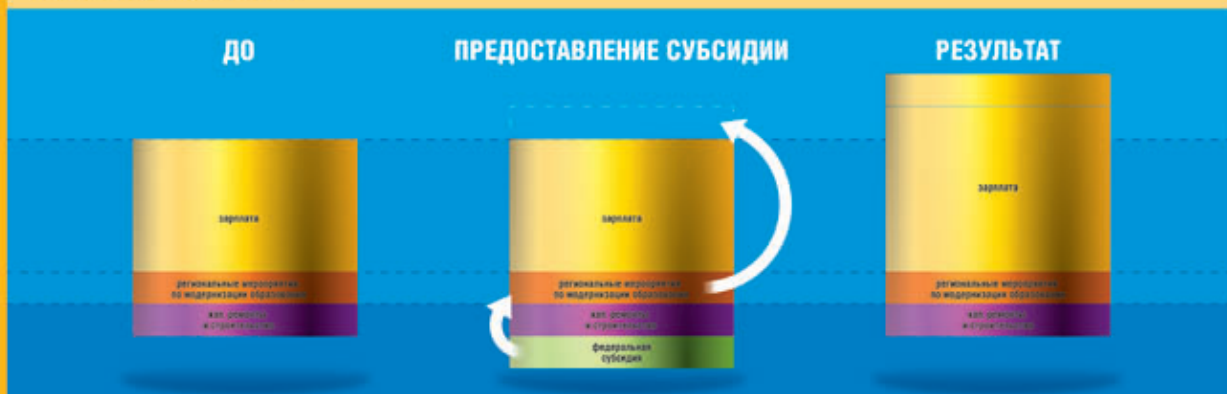 ДО
ПРЕДОСТАВЛЕНИЕ СУБСИДИИ
РЕЗУЛЬТАТ
зарплата
региональные мероприятия
по модернизации образования
кап. ремонты
и строительство
зарплата
региональные мероприятия
по модернизации образования
кап. ремонты
и строительство
федеральная
субсидия
зарплата
региональные мероприятия
по модернизации образования
кап. ремонты
и строительство